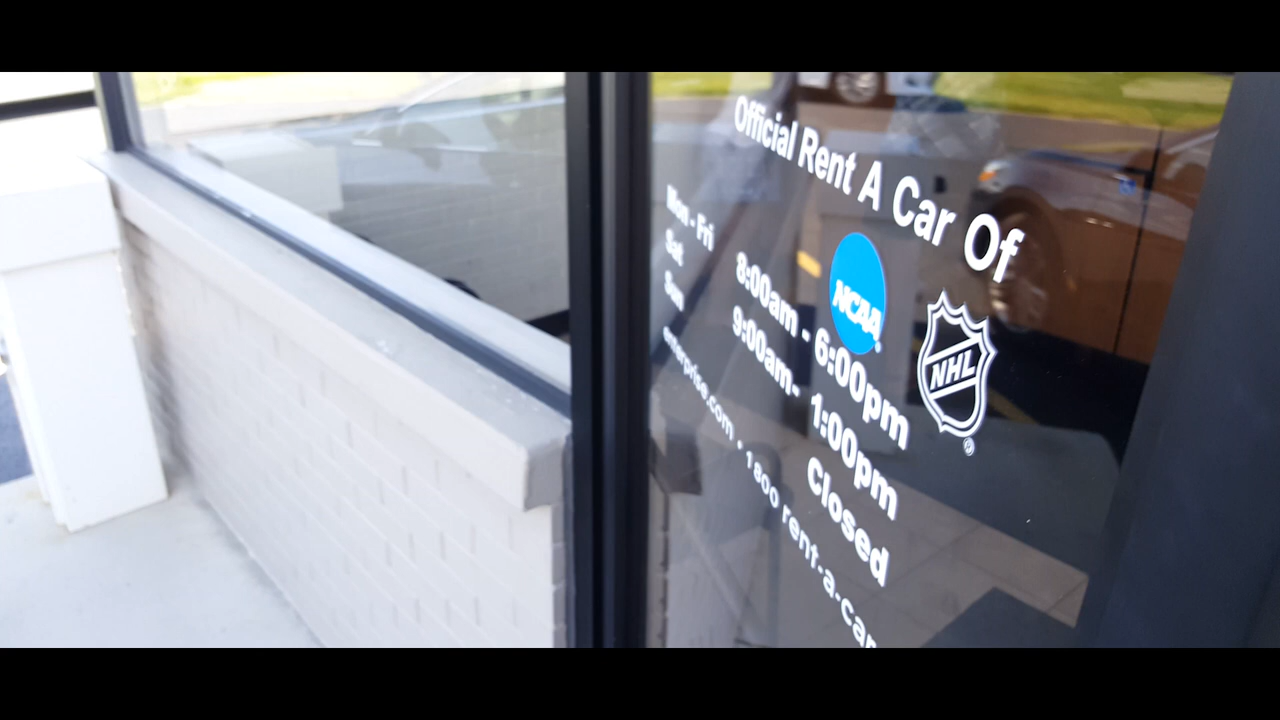 Official Rent A Car Of
NCAA
NHL
Mon - Fri 8:00am - 6:00pm
Sat 9:00am - 1:00pm
Sun Closed
enterprise.com • 1 800 rent-a-car